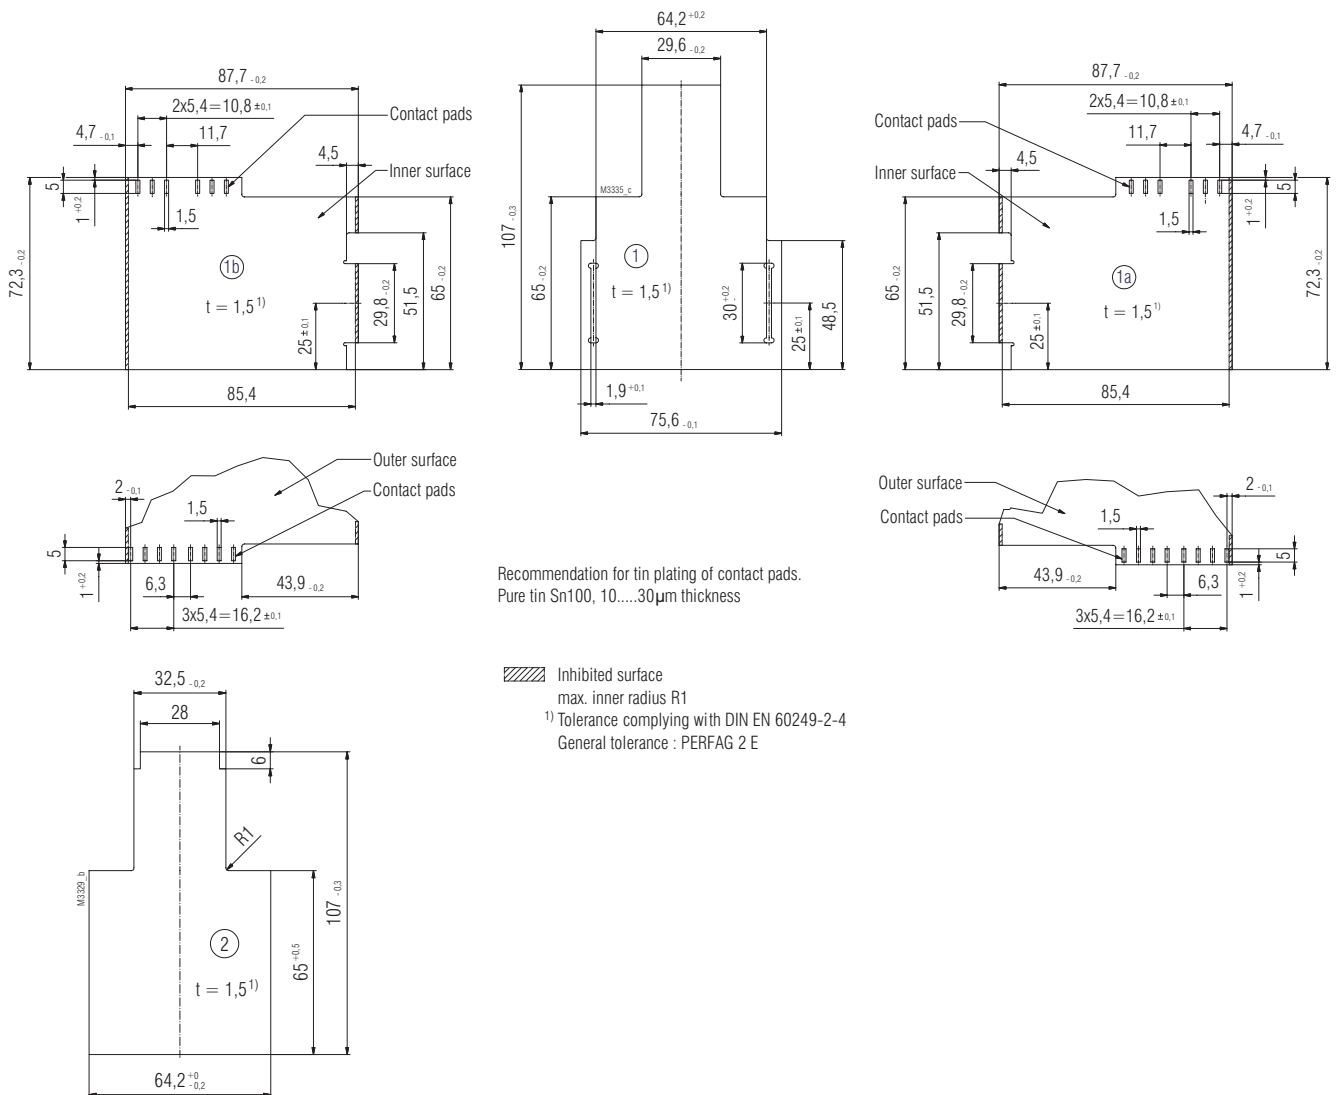 64,2 +0,2
29,6 - 0,2
87,7 - 0,2
2x5,4=10,8 ±0,1
4,7 - 0,1
11,7
Contact pads
4,5
Inner surface
5
1 +0,2
1,5
72,3 - 0,2
1b
t = 1,5 1)
25 ± 0,1
29,8 - 0,2
51,5
65 - 0,2
85,4
M3335_c
107 - 0,3
65 - 0,2
1
t = 1,5 1)
30 +0,2
25 ± 0,1
48,5
1,9 +0,1
75,6 - 0,1
87,7 - 0,2
2x5,4=10,8 ±0,1
Contact pads
11,7
4,7 - 0,1
Inner surface
4,5
5
1 +0,2
1,5
65 - 0,2
51,5
29,8 - 0,2
25 ± 0,1
1a
t = 1,5 1)
72,3 - 0,2
85,4
Outer surface
Contact pads
2 - 0,1
1,5
5
1 +0,2
6,3
43,9 - 0,2
3x5,4=16,2 ±0,1
Recommendation for tin plating of contact pads.
Pure tin Sn100, 10.....30µm thickness
Outer surface
2 - 0,1
Contact pads
1,5
5
1 +0,2
43,9 - 0,2
6,3
3x5,4=16,2 ±0,1
Inhibited surface
max. inner radius R1
1) Tolerance complying with DIN EN 60249-2-4
General tolerance : PERFAG 2 E
32,5 - 0,2
28
6
R1
M3329_b
107 - 0,3
2
65 +0,5
t = 1,5 1)
64,2 +0 - 0,2